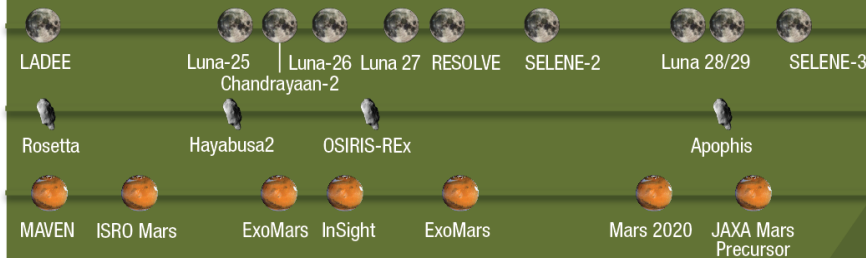 LADEE Luna-25 Luna-26 Luna 27 RESOLVE SELENE-2 Luna 28/29 SELENE-3
Chandrayaan-2
Rosetta Hayabusa2 OSIRIS-REx Apophis
MAVEN ISRO Mars ExoMars InSight ExoMars Mars 2020 JAXA Mars
Precursor